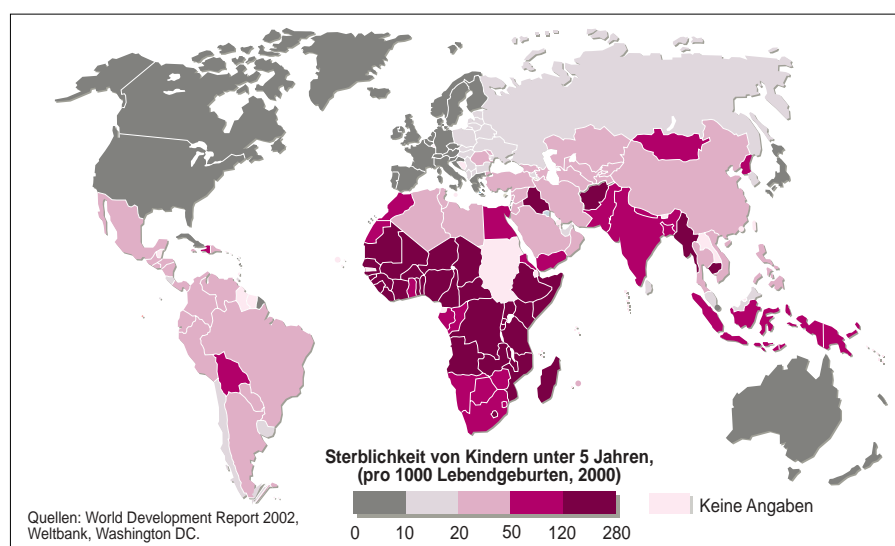 Sterblichkeit von Kindern unter 5 Jahren,
(pro 1000 Lebendgeburten, 2000)
0 10 20 50 120 280
Keine Angaben
Quellen: World Development Report 2002,
Weltbank, Washington DC.